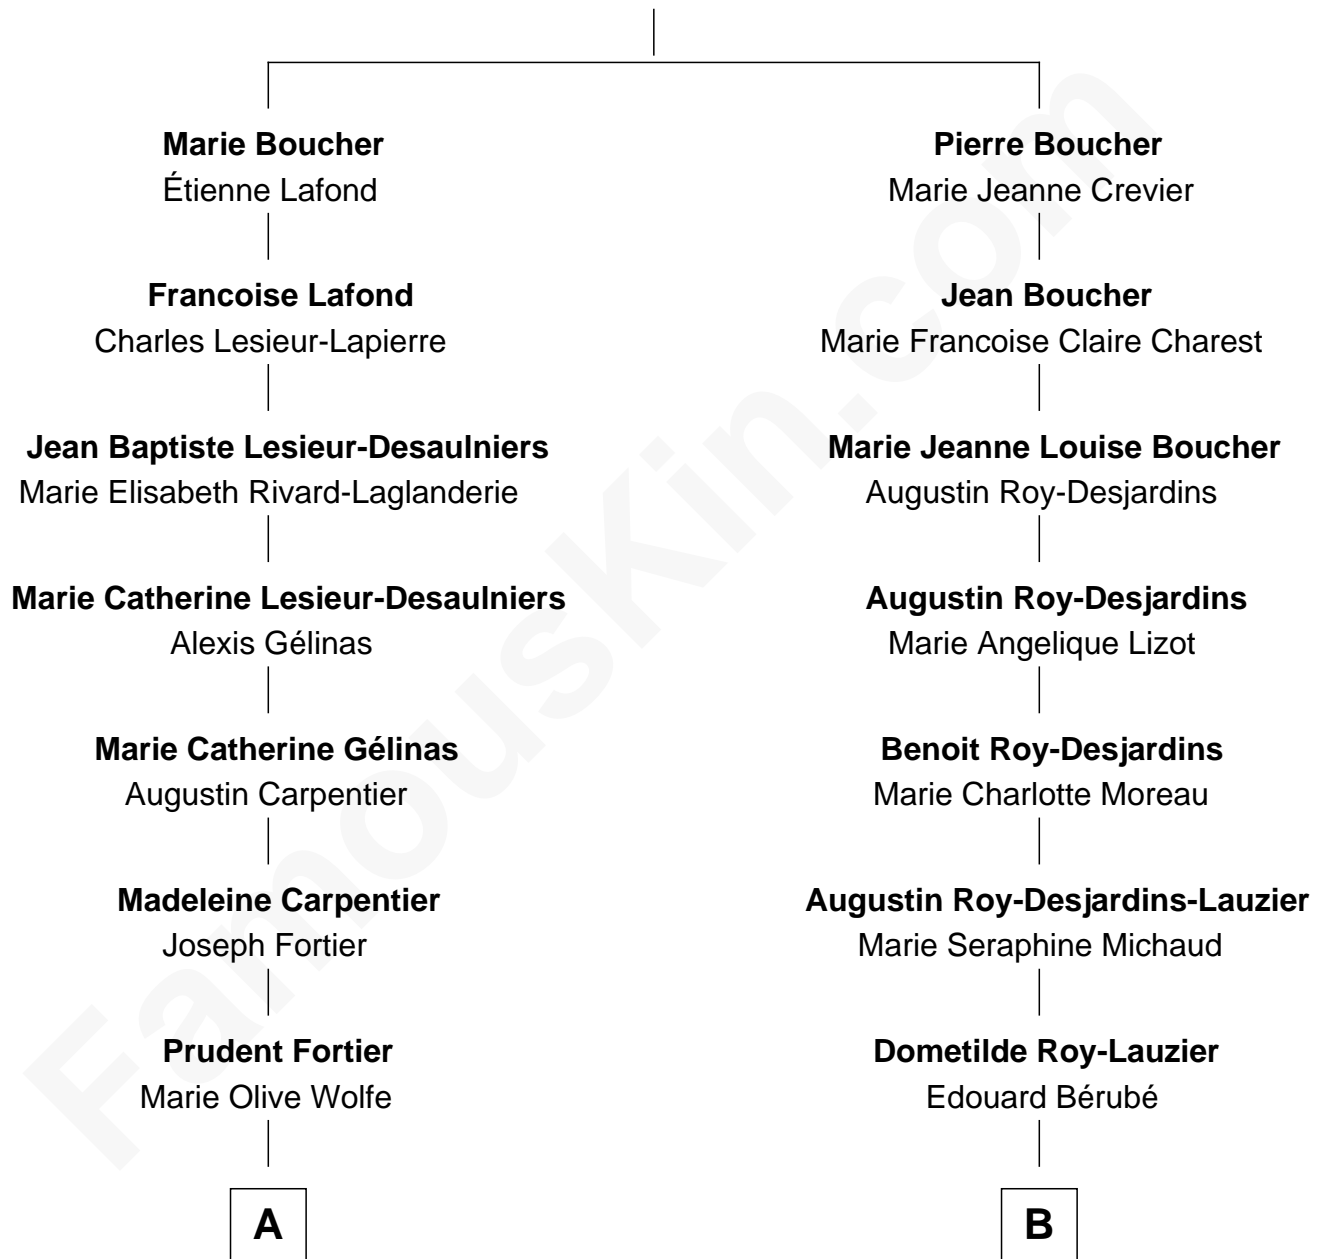 Marie Boucher
Étienne Lafond
Francoise Lafond
Charles Lesieur-Lapierre
Jean Baptiste Lesieur-Desaulniers
Marie Elisabeth Rivard-Laglanderie
Marie Catherine Lesieur-Desaulniers
Alexis Gélinas
Marie Catherine Gélinas
Augustin Carpentier
Madeleine Carpentier
Joseph Fortier
Prudent Fortier
Marie Olive Wolfe
A
Pierre Boucher
Marie Jeanne Crevier
Jean Boucher
Marie Francoise Claire Charest
Marie Jeanne Louise Boucher
Augustin Roy-Desjardins
Augustin Roy-Desjardins
Marie Angelique Lizot
Benoit Roy-Desjardins
Marie Charlotte Moreau
Augustin Roy-Desjardins-Lauzier
Marie Seraphine Michaud
Dometilde Roy-Lauzier
Edouard Bérubé
B
FamousKin.com